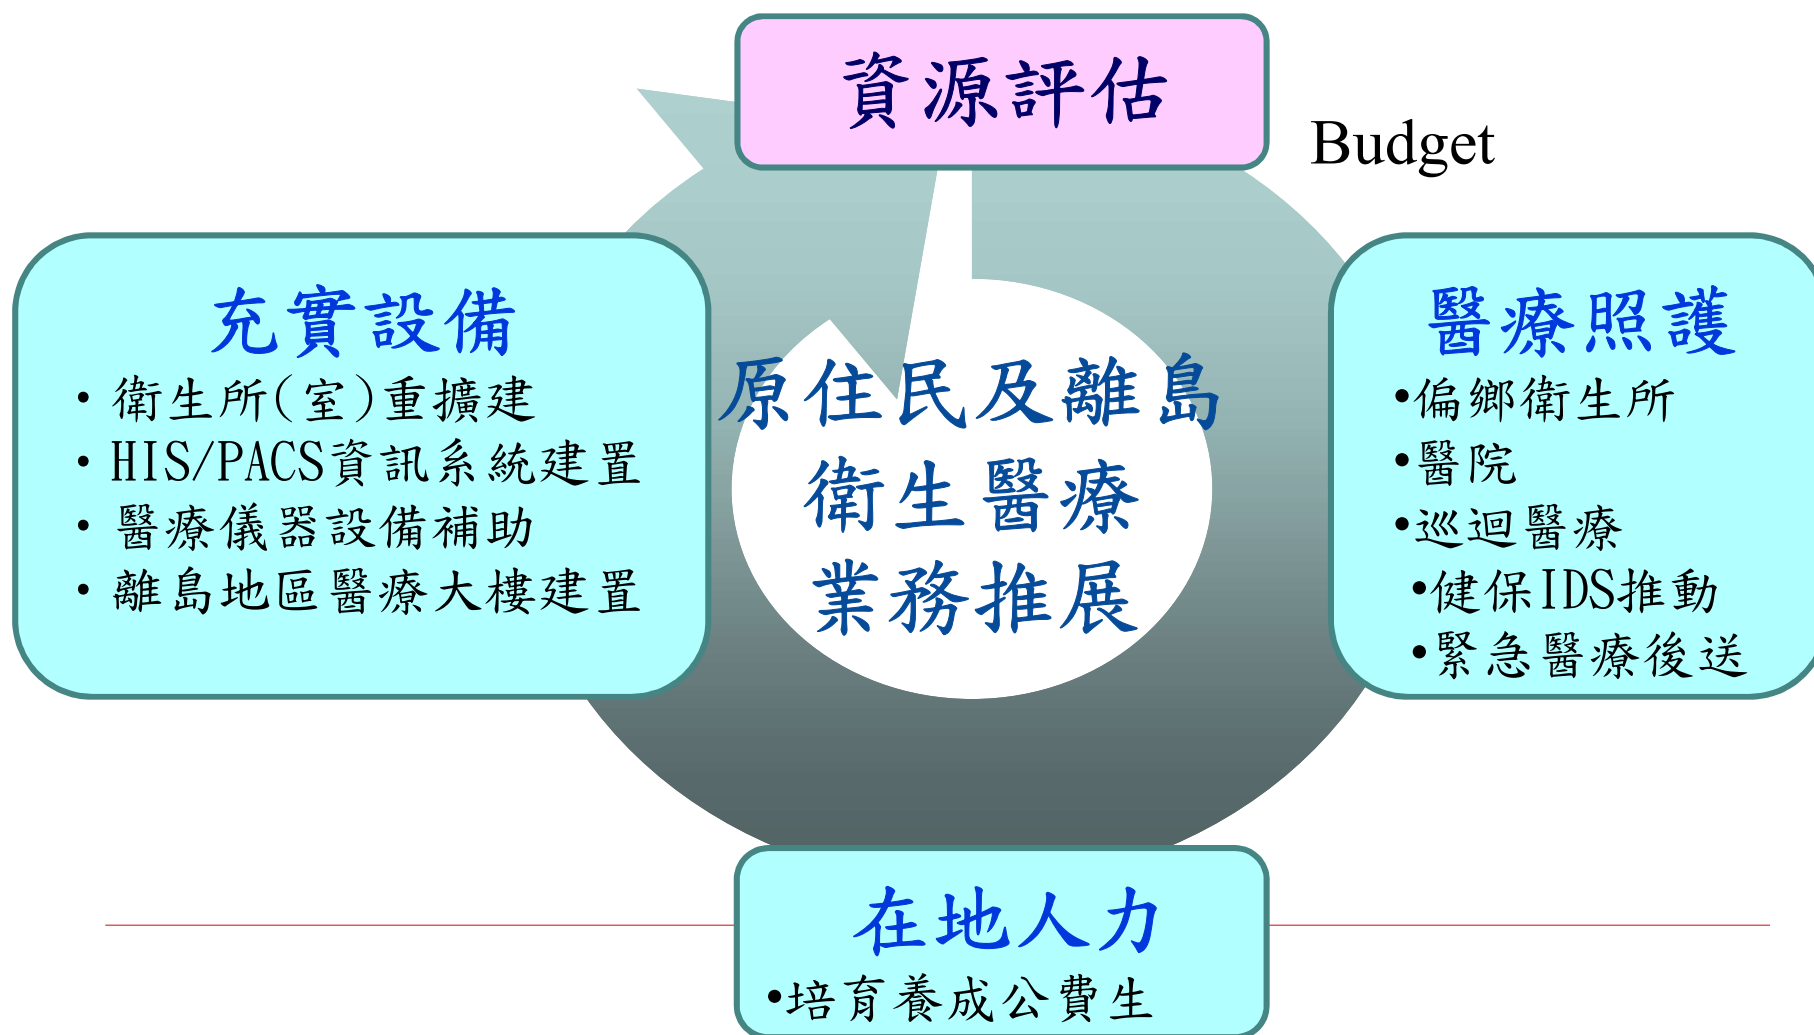 資源評估
Budget
充實設備
• 衛生所(室)重擴建
• HIS/PACS資訊系統建置
• 醫療儀器設備補助
• 離島地區醫療大樓建置
原住民及離島
衛生醫療
業務推展
醫療照護
•偏鄉衛生所
•醫院
•巡迴醫療
•健保IDS推動
•緊急醫療後送
在地人力
•培育養成公費生